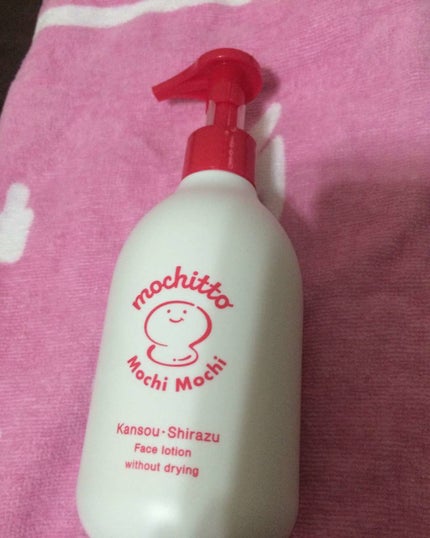 mochitto
Mochi Mochi
Kansou・Shirazu
Face lotion
without drying